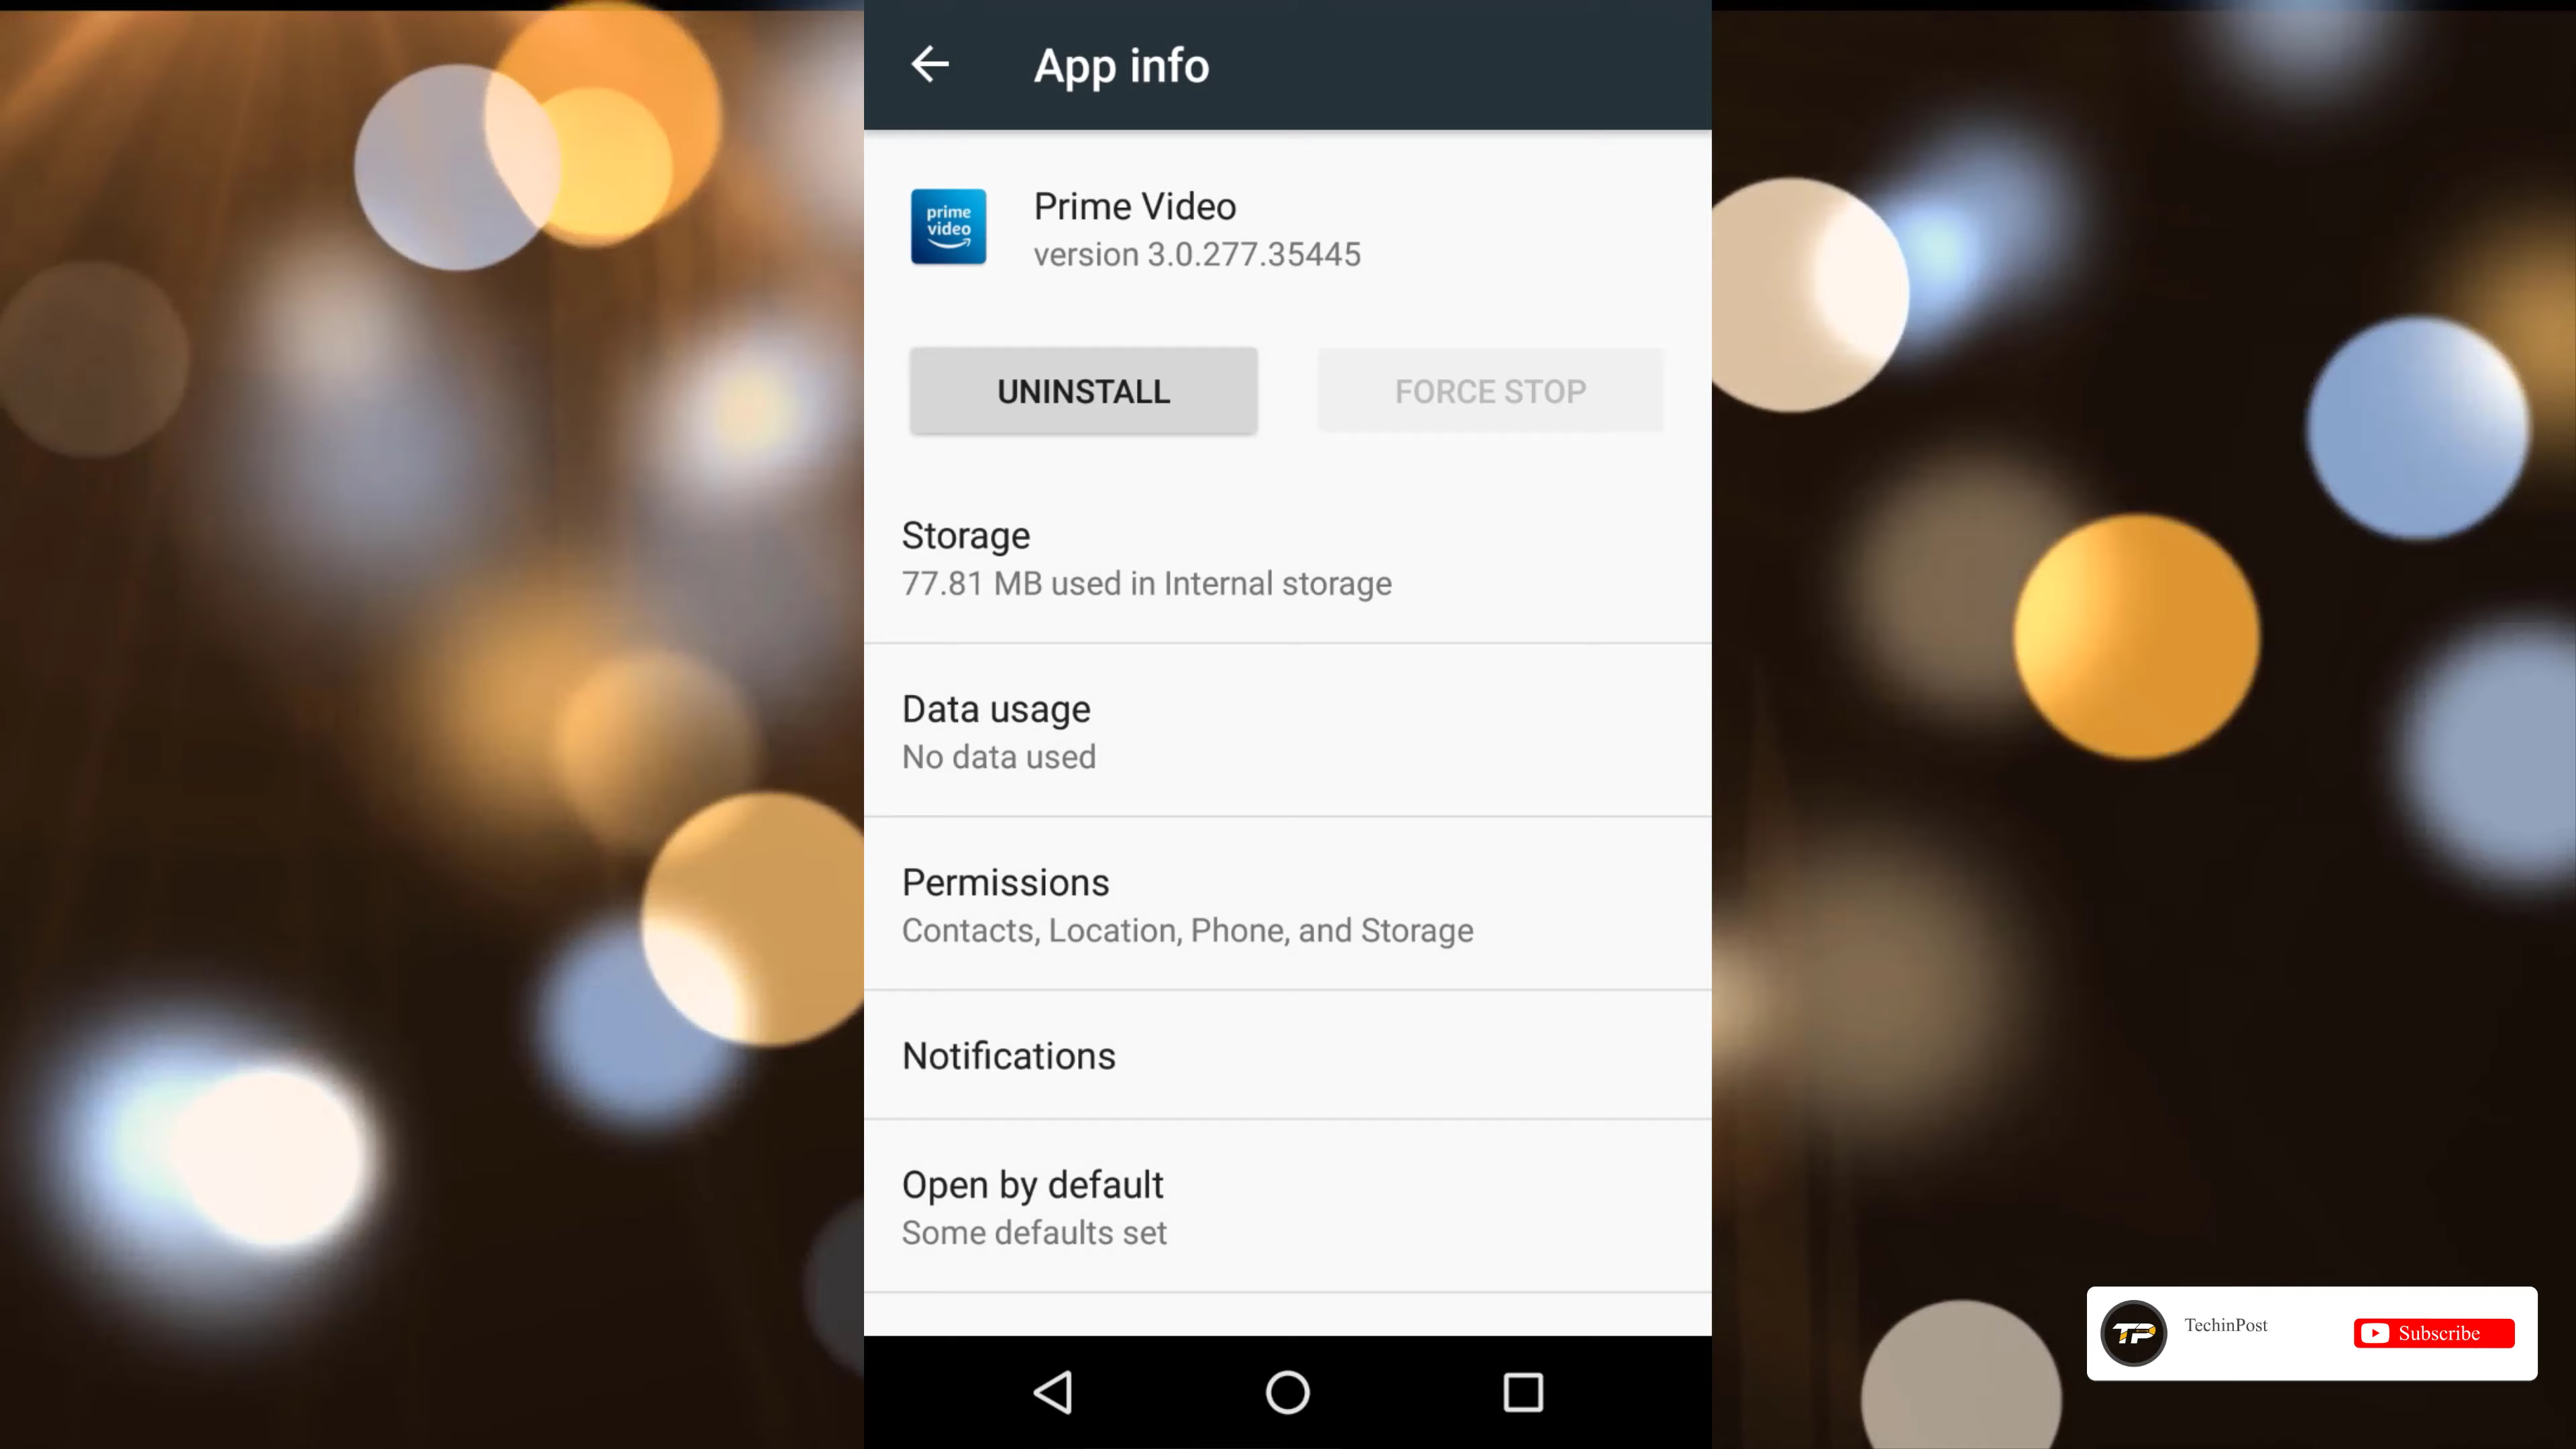 App info
prime
video
Prime Video
version 3.0.277.35445
UNINSTALL
FORCE STOP
Storage
77.81 MB used in Internal storage
Data usage
No data used
Permissions
Contacts, Location, Phone, and Storage
Notifications
Open by default
Some defaults set
TP
TechinPost
Subscribe